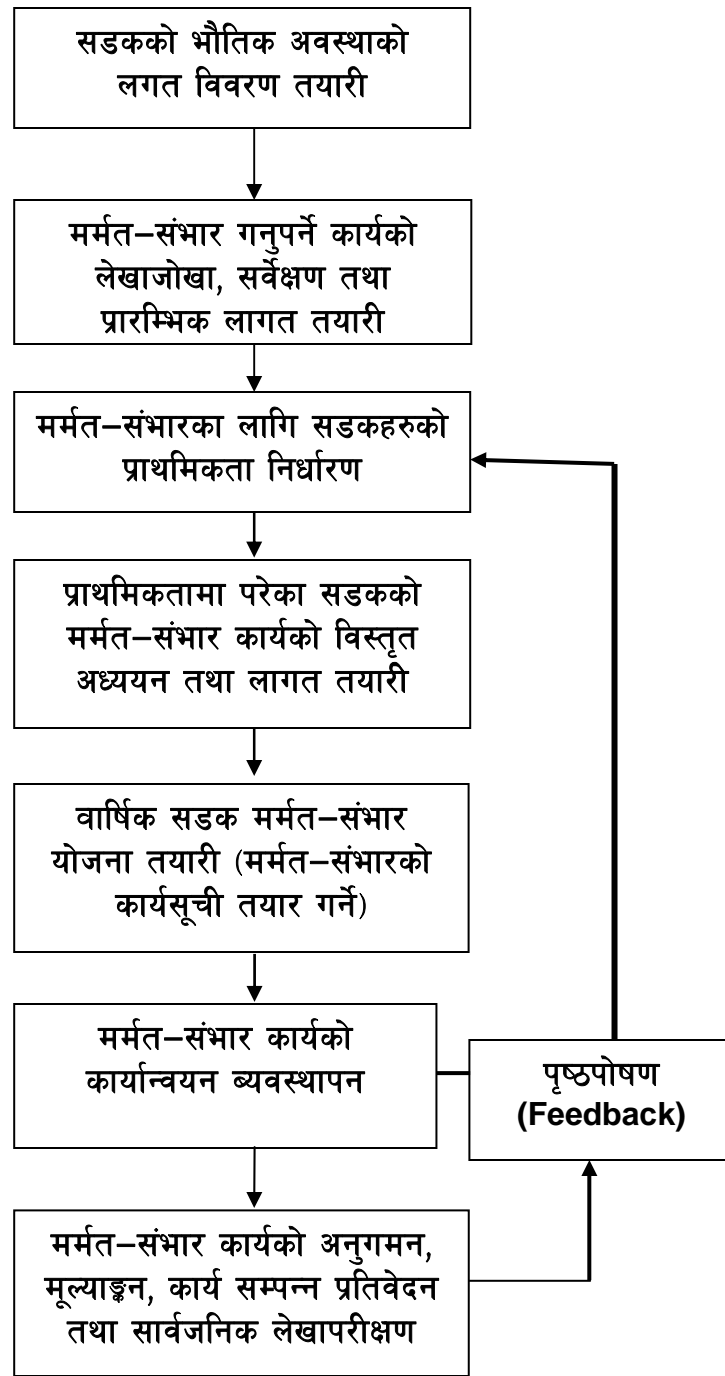 सडकको भौतिक अवस्थाको
लगत विवरण तयारी
मर्मत–संभार गनुपर्ने कार्यको
लेखाजोखा, सर्वेक्षण तथा
प्रारम्भिक लागत तयारी
मर्मत–संभारका लागि सडकहरुको
प्राथमिकता निर्धारण
प्राथमिकतामा परेका सडकको
मर्मत–संभार कार्यको विस्तृत
अध्ययन तथा लागत तयारी
वार्षिक सडक मर्मत–संभार
योजना तयारी (मर्मत–संभारको
कार्यसूची तयार गर्ने)
मर्मत–संभार कार्यको
कार्यान्वयन ब्यवस्थापन
पृष्ठपोषण
(Feedback)
मर्मत–संभार कार्यको अनुगमन,
मूल्याङ्कन, कार्य सम्पन्न प्रतिवेदन
तथा सार्वजनिक लेखापरीक्षण